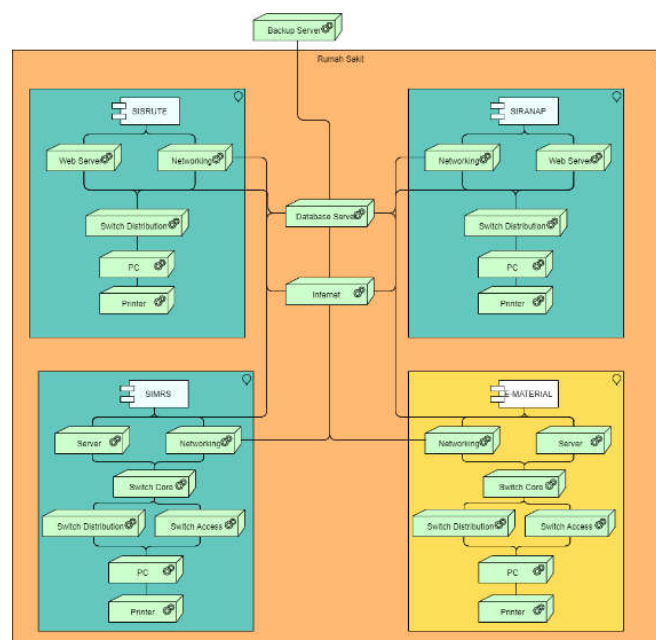 Backup Server
Rumah Sakit
SISRUTE
Web Server
Networking
Switch Distribution
PC
Printer
SIRANAP
Networking
Web Server
Switch Distribution
PC
Printer
Database Server
Internet
SIMRS
Server
Networking
Switch Core
Switch Distribution
Switch Access
PC
Printer
E-MATERIAL
Networking
Server
Switch Core
Switch Distribution
Switch Access
PC
Printer